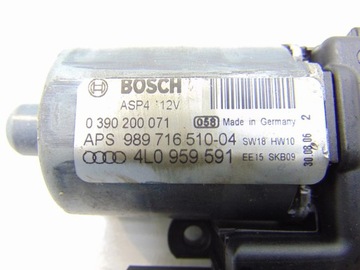 BOSCH
ASP4 12V
0 390 200 071 058 Made in Germany
APS 989 716 510-04 SW18 HW10
4L0 959 591 EE15 SKB09
30.08.06 2